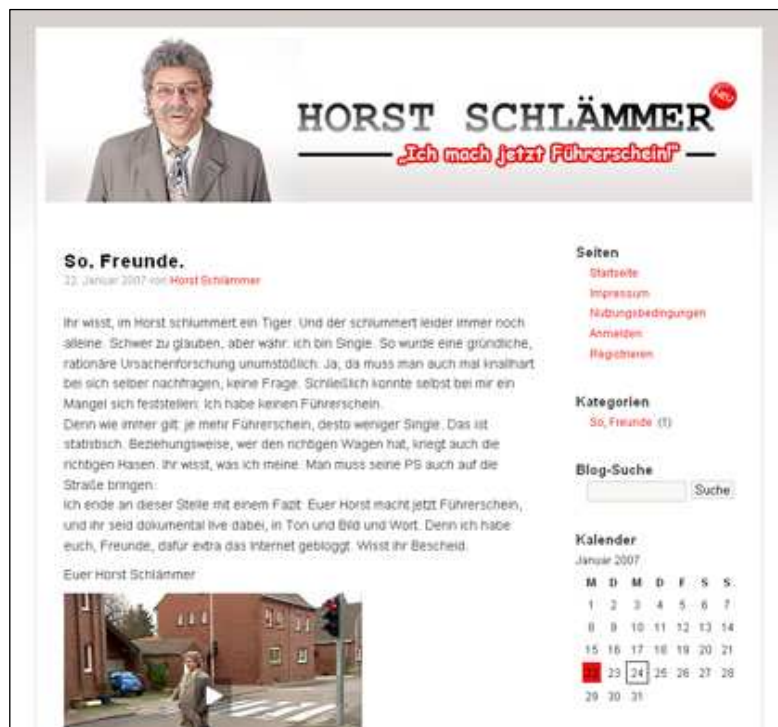 HORST SCHLÄMMER
Neu
„Ich mach jetzt Führerschein!"
So, Freunde.
22. Januar 2007 von Horst Schlämmer
Ihr wisst, im Horst schlummert ein Tiger. Und der schlummert leider immer noch
alleine. Schwer zu glauben, aber wahr: ich bin Single. So wurde eine gründliche,
rationäre Ursachenforschung unumstößlich. Ja, da muss man auch mal knallhart
bei sich selber nachfragen, keine Frage. Schließlich konnte selbst bei mir ein
Mangel sich feststellen: Ich habe keinen Führerschein.
Denn wie immer gilt: je mehr Führerschein, desto weniger Single. Das ist
statistisch. Beziehungsweise, wer den richtigen Wagen hat, kriegt auch die
richtigen Hasen. Ihr wisst, was ich meine. Man muss seine PS auch auf die
Straße bringen.
Ich ende an dieser Stelle mit einem Fazit: Euer Horst macht jetzt Führerschein,
und ihr seid dokumental live dabei, in Ton und Bild und Wort. Denn ich habe
euch, Freunde, dafür extra das Internet gebloggt. Wisst ihr Bescheid.
Euer Horst Schlämmer
Seiten
Startseite
Impressum
Nutzungsbedingungen
Anmelden
Registrieren
Kategorien
So, Freunde (1)
Blog-Suche
Suche
Kalender
Januar 2007
M D M D F S S
1 2 3 4 5 6 7
8 9 10 11 12 13 14
15 16 17 18 19 20 21
22 23 24 25 26 27 28
29 30 31